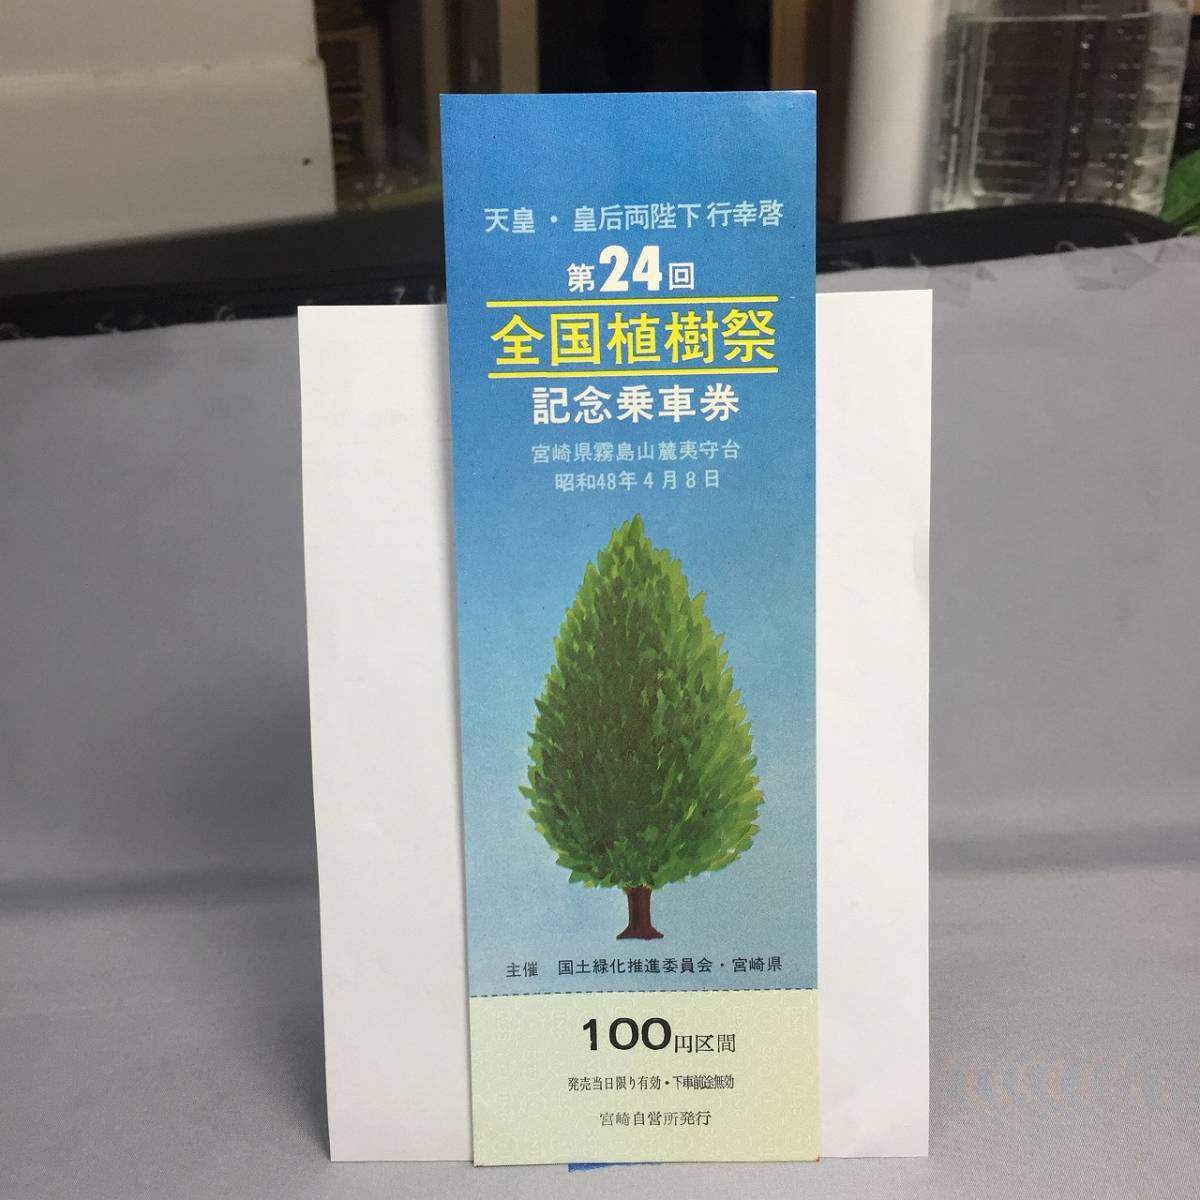 天皇・皇后両陛下行幸啓
第24回
全国植樹祭
記念乗車券
宮崎県霧島山麓夷守台
昭和48年4月8日
主催　国土緑化推進委員会・宮崎県
100円区間
発売当日限り有効・下車前途無効
宮崎自営所発行